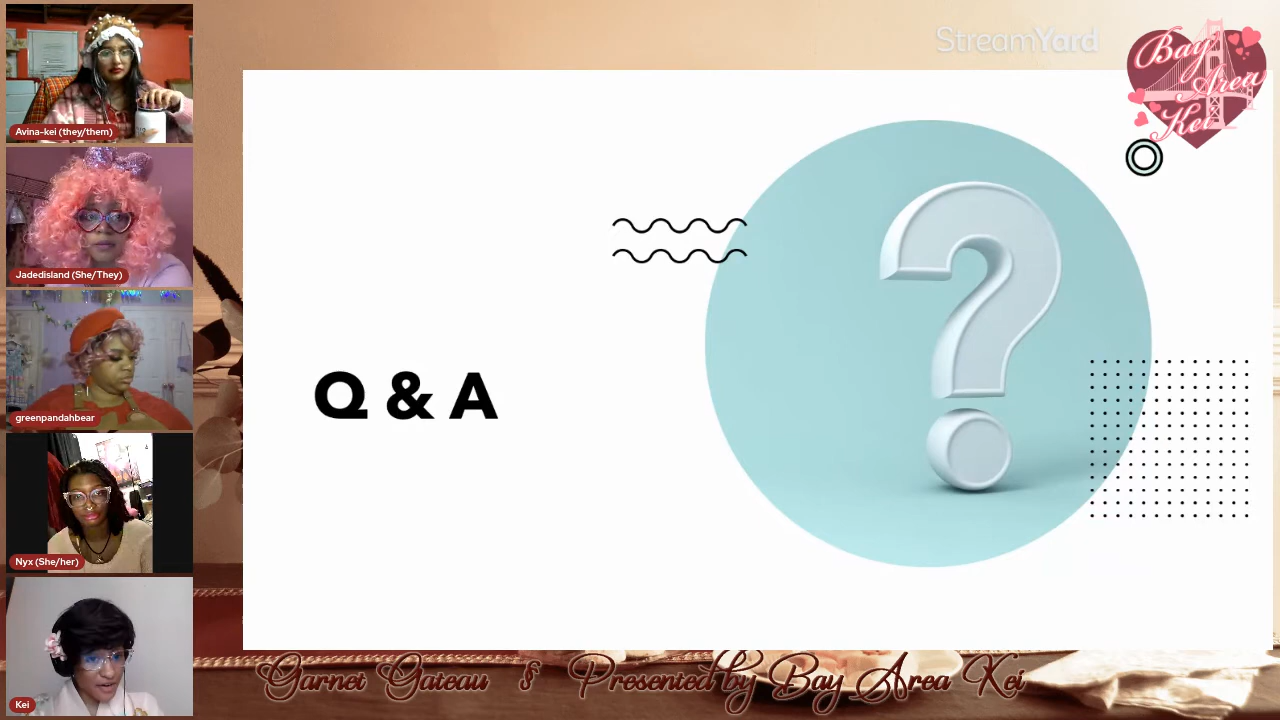 StreamYard
Bay
Area
Kei
Avina-kei (they/them)
Jadedisland (She/They)
greenpandahbear
Nyx (She/her)
Kei
Q & A
Garnet Gateau § Presented by Bay Area Kei